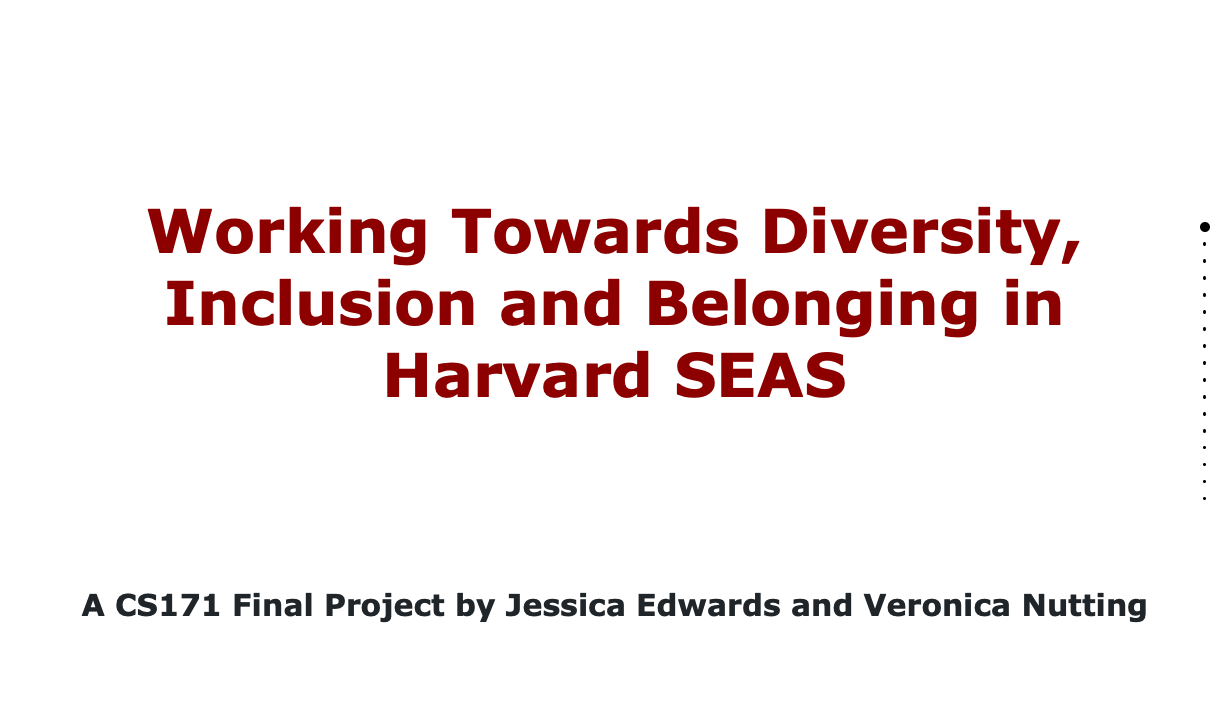 Working Towards Diversity,
Inclusion and Belonging in
Harvard SEAS
A CS171 Final Project by Jessica Edwards and Veronica Nutting